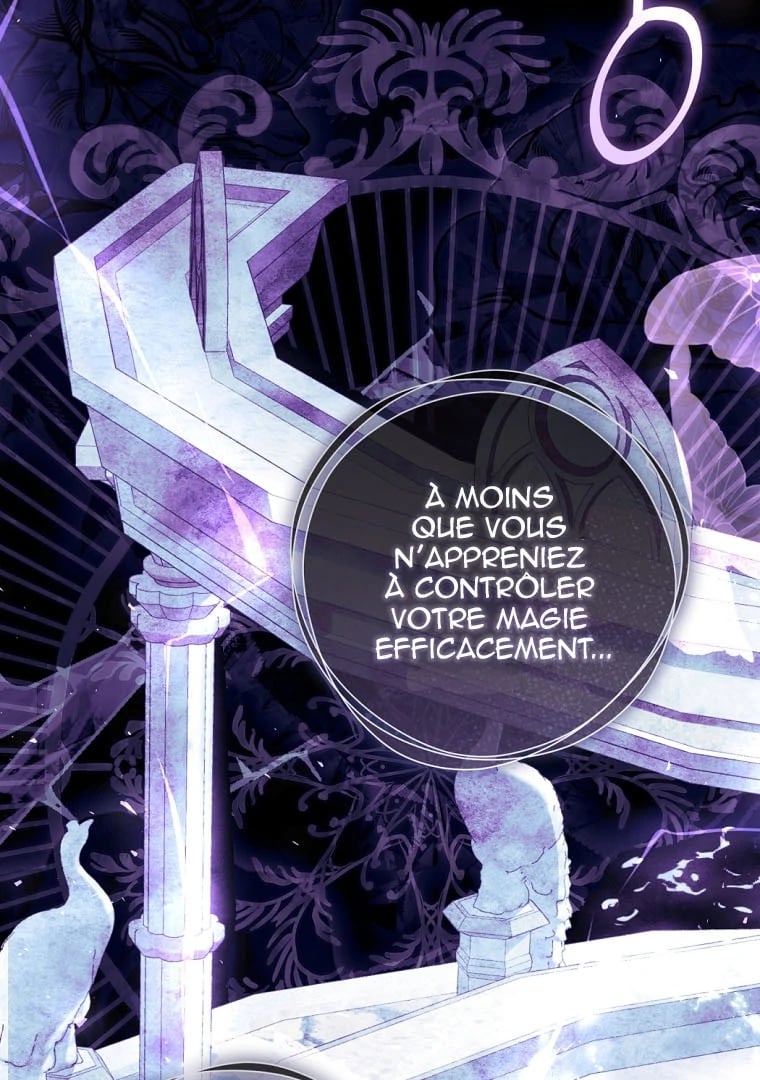 À MOINS
QUE VOUS
N'APPRENIEZ
À CONTRÔLER
VOTRE MAGIE
EFFICACEMENT...